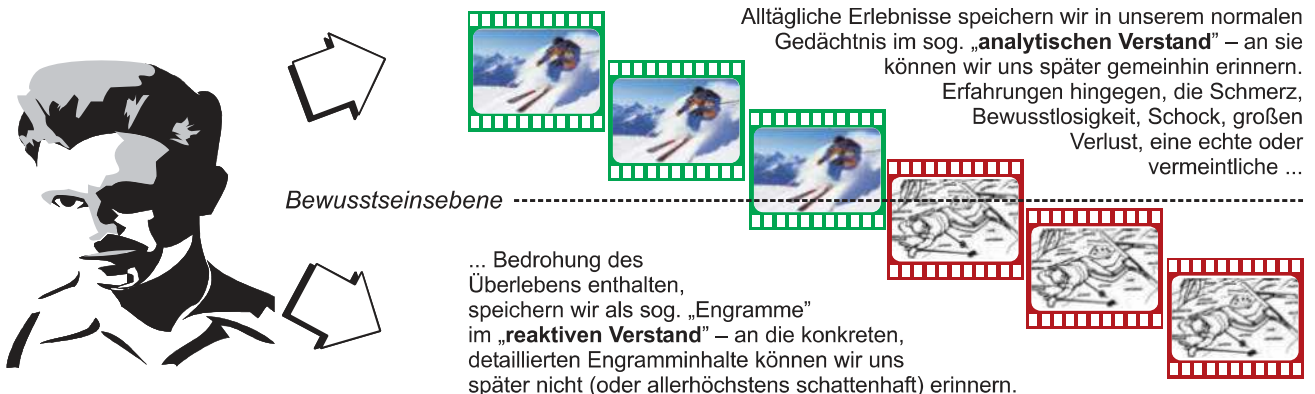 Alltägliche Erlebnisse speichern wir in unserem normalen
Gedächtnis im sog. „analytischen Verstand” – an sie
können wir uns später gemeinhin erinnern.
Erfahrungen hingegen, die Schmerz,
Bewusstlosigkeit, Schock, großen
Verlust, eine echte oder
vermeintliche ...
Bewusstseinsebene
... Bedrohung des
Überlebens enthalten,
speichern wir als sog. „Engramme”
im „reaktiven Verstand” – an die konkreten,
detaillierten Engramminhalte können wir uns
später nicht (oder allerhöchstens schattenhaft) erinnern.